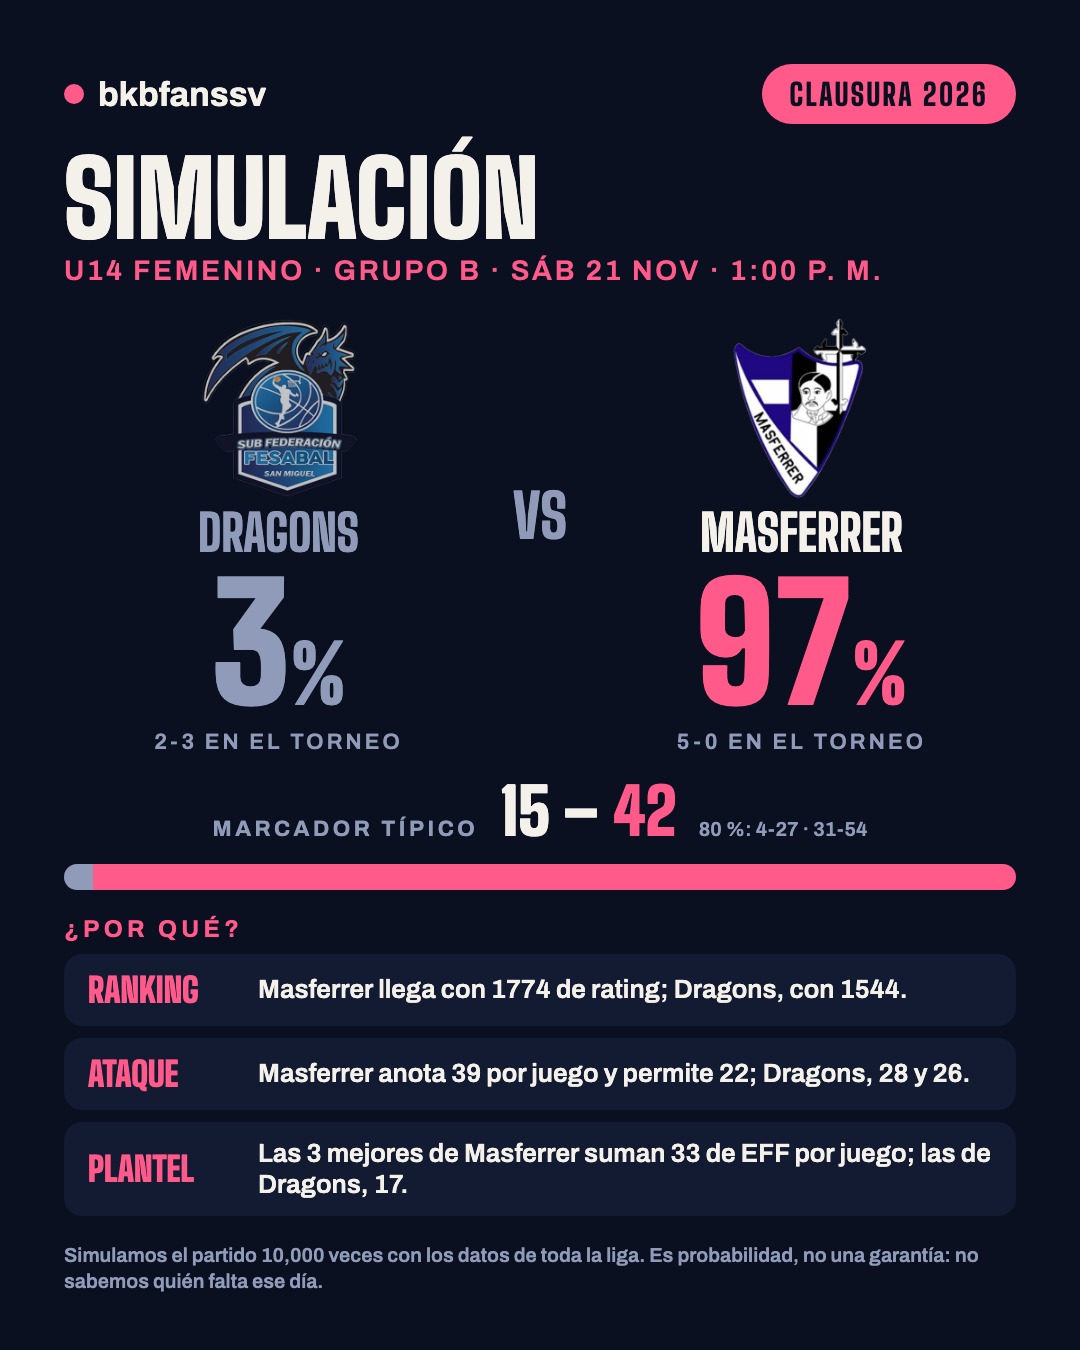 bkbfanssv
CLAUSURA 2026
SIMULACIÓN
U14 FEMENINO · GRUPO B · SÁB 21 NOV · 1:00 P. M.
SUB FEDERACIÓN
FESABAL
SAN MIGUEL
MASFERRER
DRAGONS
VS
MASFERRER
3%
97%
2-3 EN EL TORNEO
5-0 EN EL TORNEO
MARCADOR TÍPICO 15 – 42 80 %: 4-27 · 31-54
¿POR QUÉ?
RANKING
Masferrer llega con 1774 de rating; Dragons, con 1544.
ATAQUE
Masferrer anota 39 por juego y permite 22; Dragons, 28 y 26.
PLANTEL
Las 3 mejores de Masferrer suman 33 de EFF por juego; las de
Dragons, 17.
Simulamos el partido 10,000 veces con los datos de toda la liga. Es probabilidad, no una garantía: no
sabemos quién falta ese día.